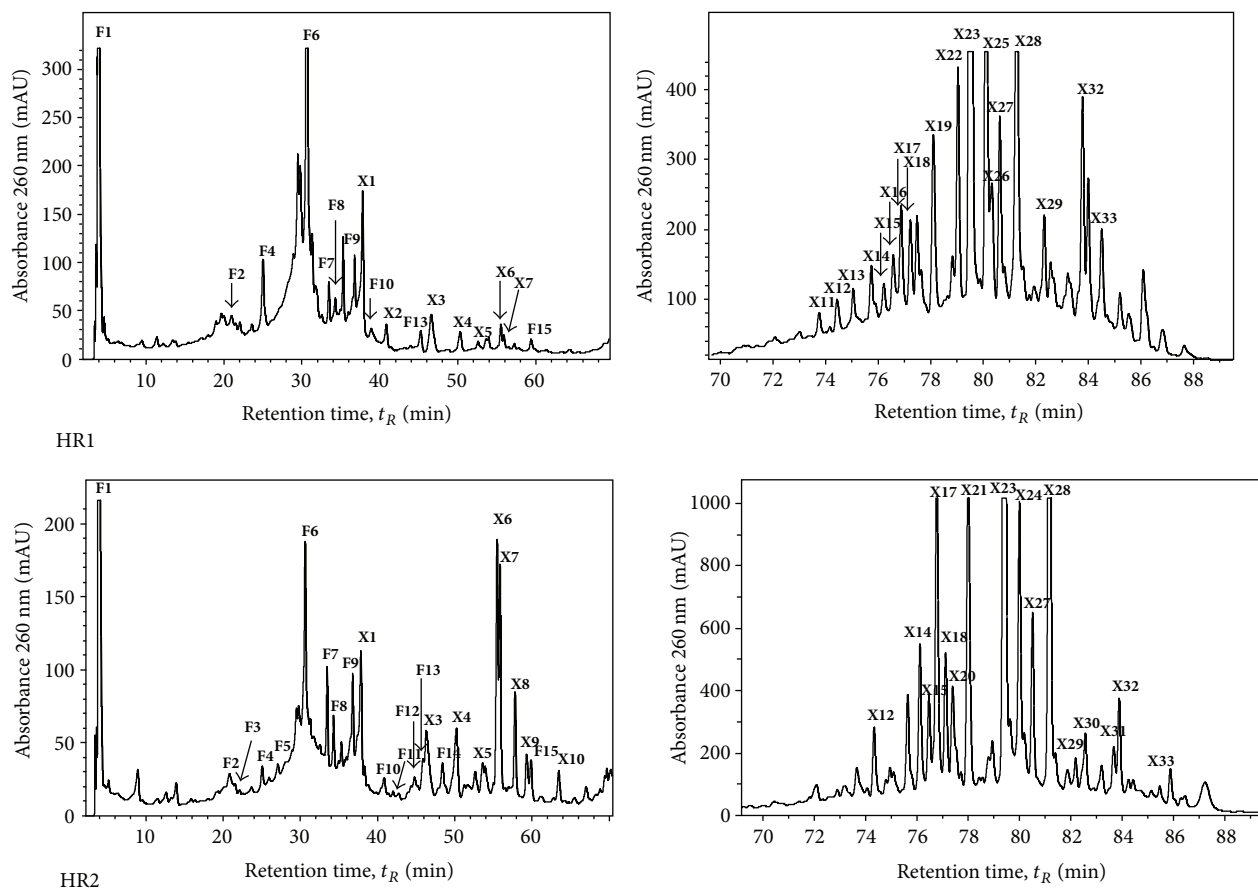 F1
F6
X1
F8
F4
F9
F7
F2
F10
X2
F13
X3
X4
X5
X6
X7
F15
300
250
200
150
100
50
0
10 20 30 40 50 60
Absorbance 260 nm (mAU)
Retention time, tR (min)
HR1
X23
X25
X28
X22
X32
X27
X19
X17
X18
X26
X16
X29
X33
X15
X14
X13
X12
X11
400
300
200
100
70 72 74 76 78 80 82 84 86 88
Absorbance 260 nm (mAU)
Retention time, tR (min)
F1
F6
X6
X7
X1
F7
F9
F13
X8
F8
F12
X3
X4
F3
F5
F2
F4
F11
F10
F14
X5
X9
F15
X10
200
150
100
50
0
10 20 30 40 50 60
Absorbance 260 nm (mAU)
Retention time, tR (min)
HR2
X17
X21
X23
X24
X28
X27
X14
X18
X20
X15
X12
X32
X30
X31
X29
X33
1000
800
600
400
200
0
70 72 74 76 78 80 82 84 86 88
Absorbance 260 nm (mAU)
Retention time, tR (min)